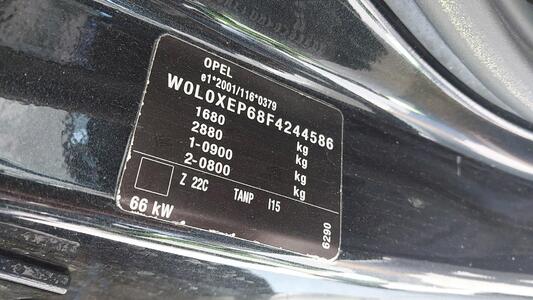 OPEL
e1*2001/116*0379
W0L0XEP68F4244586
1680 kg
2880 kg
1-0900 kg
2-0800 kg
Z 22C TANP I15
66 kW 6290